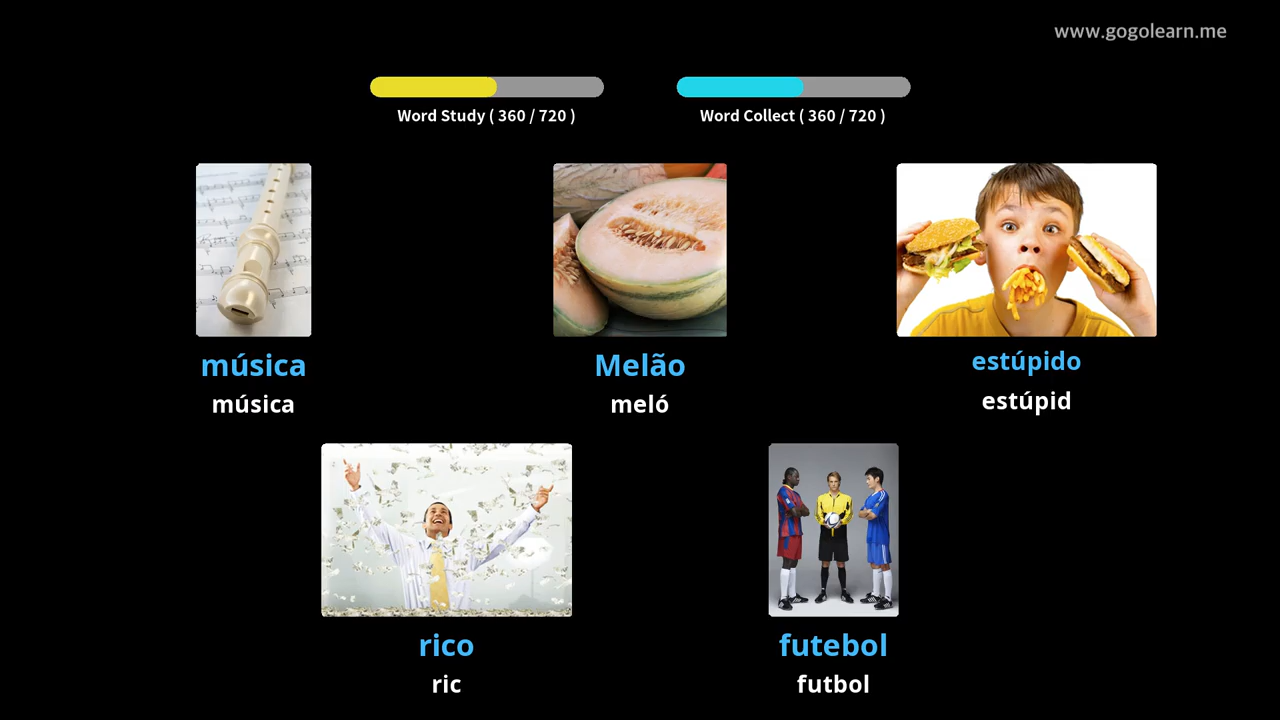 www.gogolearn.me
Word Study ( 360 / 720 )
Word Collect ( 360 / 720 )
música
música
Melão
meló
estúpido
estúpid
rico
ric
futebol
futbol